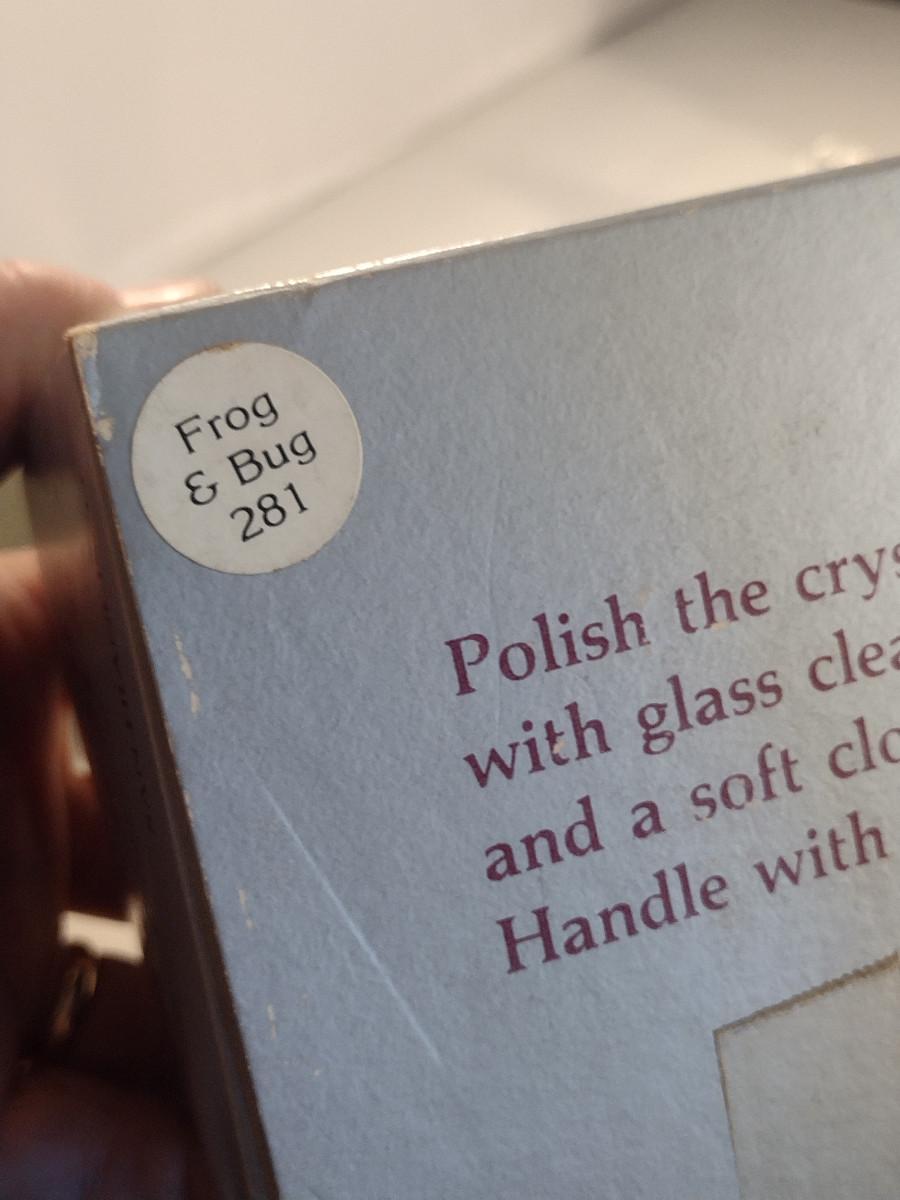 Frog
& Bug
281
Polish the crys
with glass clea
and a soft clo
Handle with